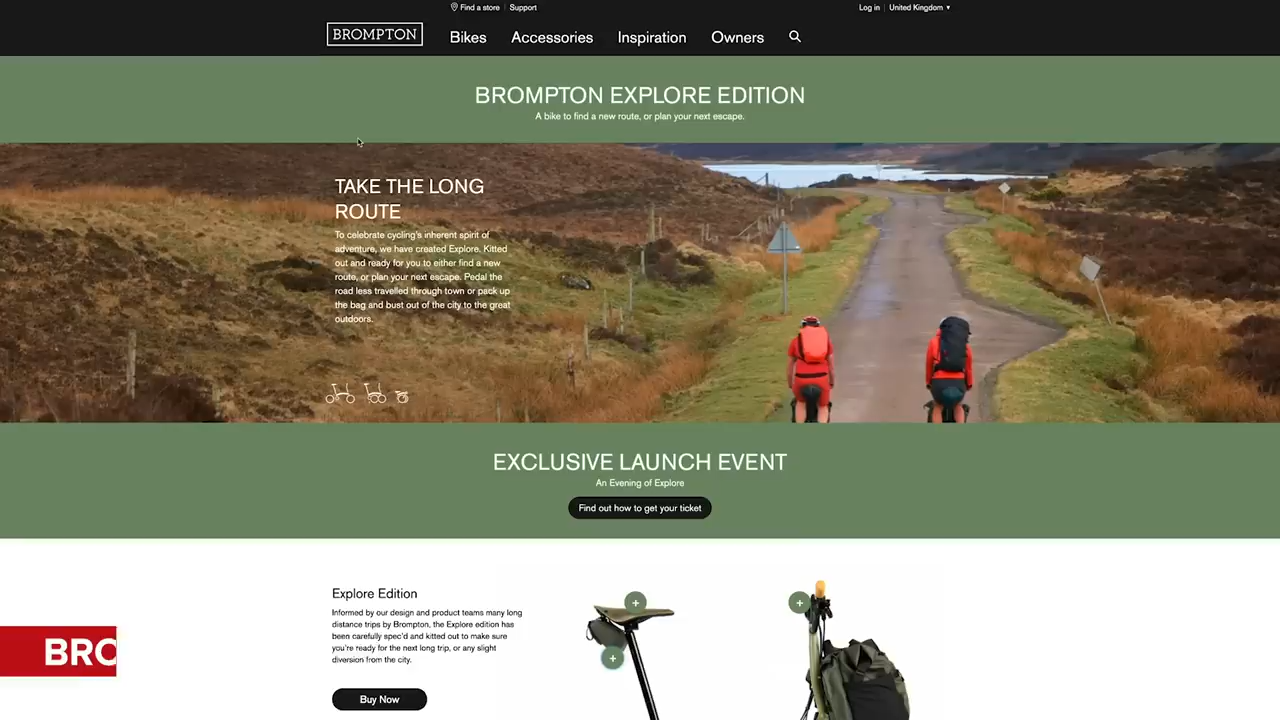 Find a store
Support
Log in
United Kingdom
BROMPTON
Bikes
Accessories
Inspiration
Owners
BROMPTON EXPLORE EDITION
A bike to find a new route, or plan your next escape.
TAKE THE LONG
ROUTE
To celebrate cycling's inherent spirit of
adventure, we have created Explore. Kitted
out and ready for you to either find a new
route, or plan your next escape. Pedal the
road less travelled through town or pack up
the bag and bust out of the city to the great
outdoors.
EXCLUSIVE LAUNCH EVENT
An Evening of Explore
Find out how to get your ticket
Explore Edition
Informed by our design and product teams many long
distance trips by Brompton, the Explore edition has
been carefully spec'd and kitted out to make sure
you're ready for the next long trip, or any slight
diversion from the city.
Buy Now
BRO